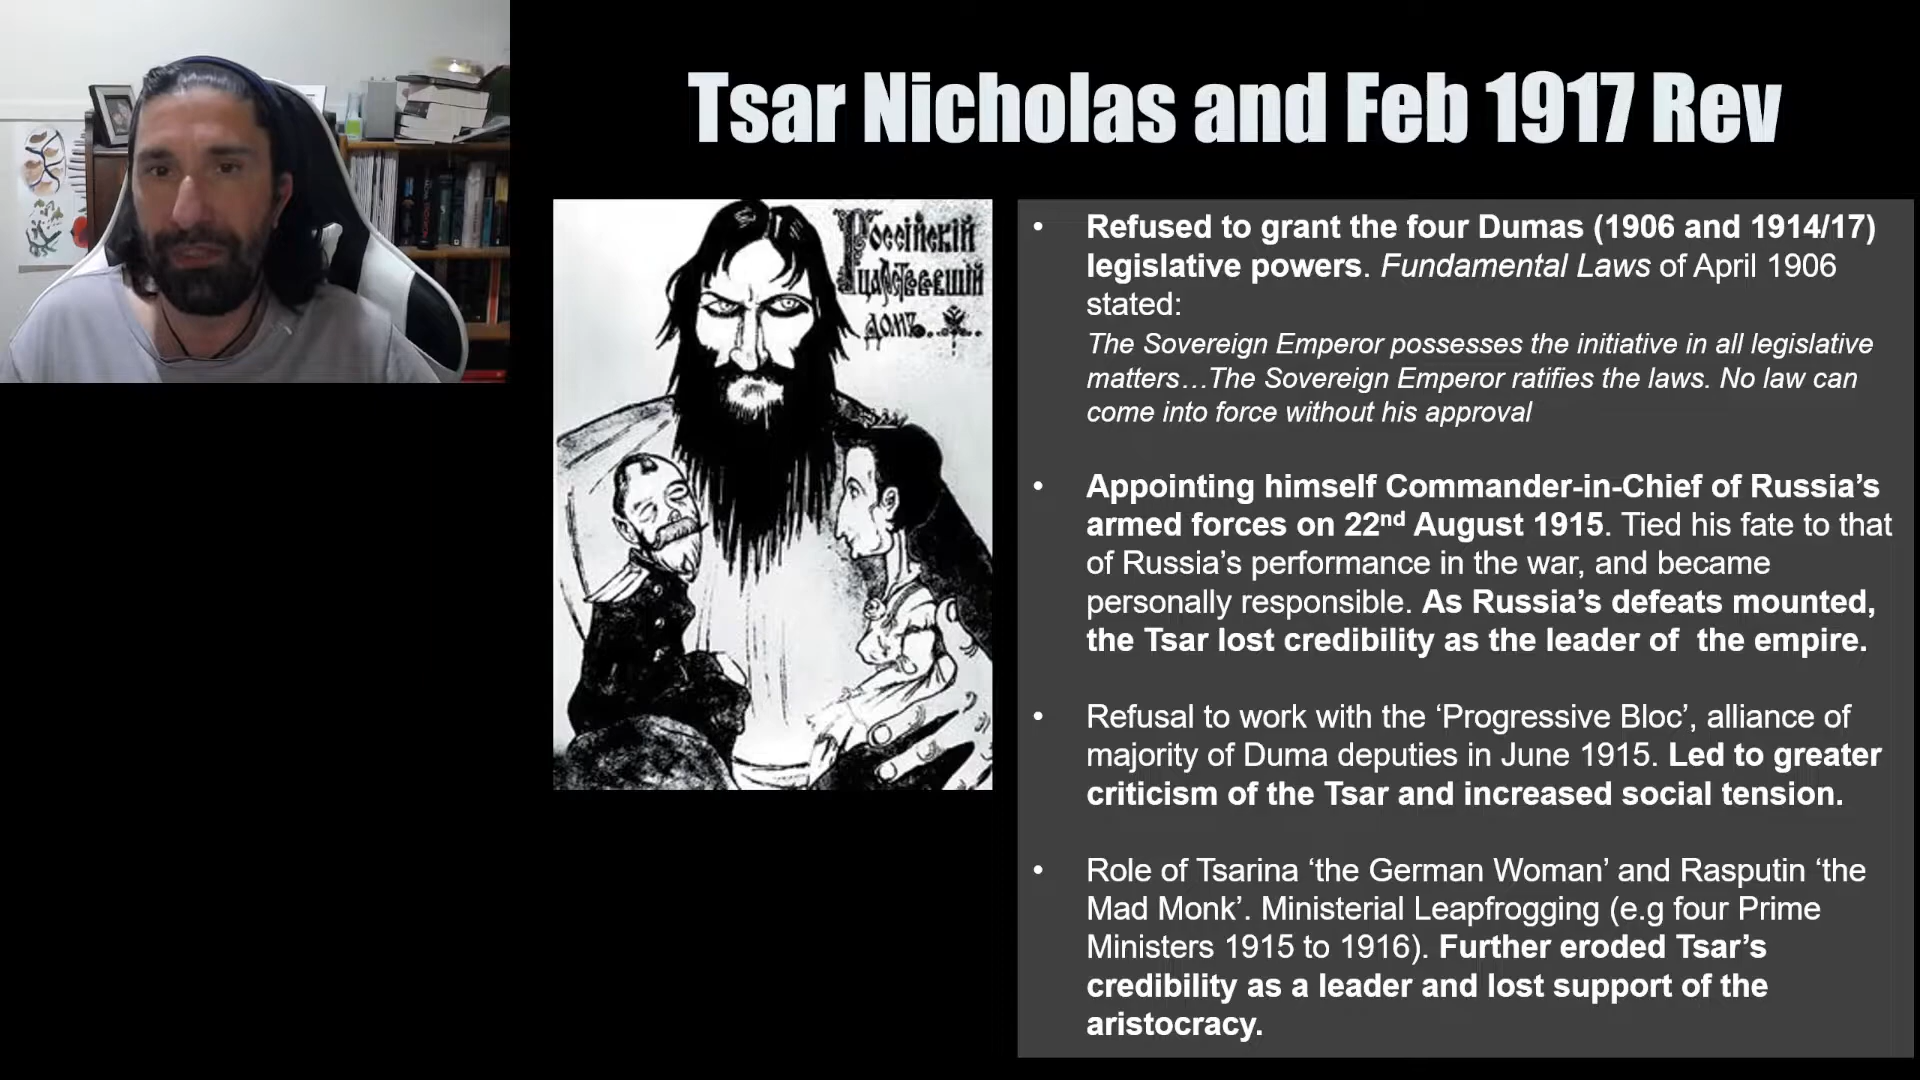 Tsar Nicholas and Feb 1917 Rev
Россійскій
царствовавшій
домъ...
• Refused to grant the four Dumas (1906 and 1914/17)
legislative powers. Fundamental Laws of April 1906
stated:
The Sovereign Emperor possesses the initiative in all legislative
matters…The Sovereign Emperor ratifies the laws. No law can
come into force without his approval
• Appointing himself Commander-in-Chief of Russia’s
armed forces on 22nd August 1915. Tied his fate to that
of Russia’s performance in the war, and became
personally responsible. As Russia’s defeats mounted,
the Tsar lost credibility as the leader of  the empire.
• Refusal to work with the ‘Progressive Bloc’, alliance of
majority of Duma deputies in June 1915. Led to greater
criticism of the Tsar and increased social tension.
• Role of Tsarina ‘the German Woman’ and Rasputin ‘the
Mad Monk’. Ministerial Leapfrogging (e.g four Prime
Ministers 1915 to 1916). Further eroded Tsar’s
credibility as a leader and lost support of the
aristocracy.